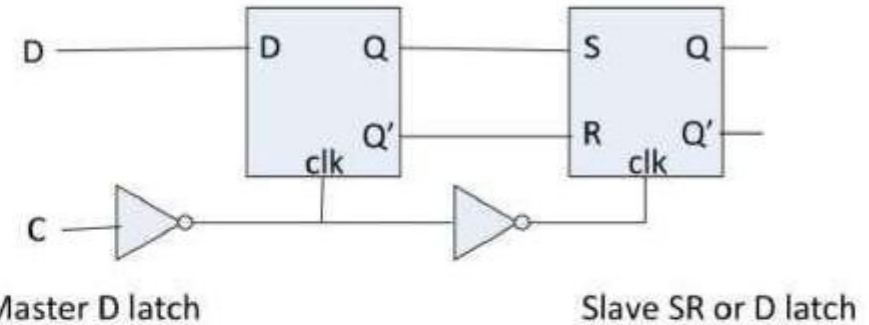 D D Q S Q
Q' R Q'
clk clk
C
Master D latch Slave SR or D latch